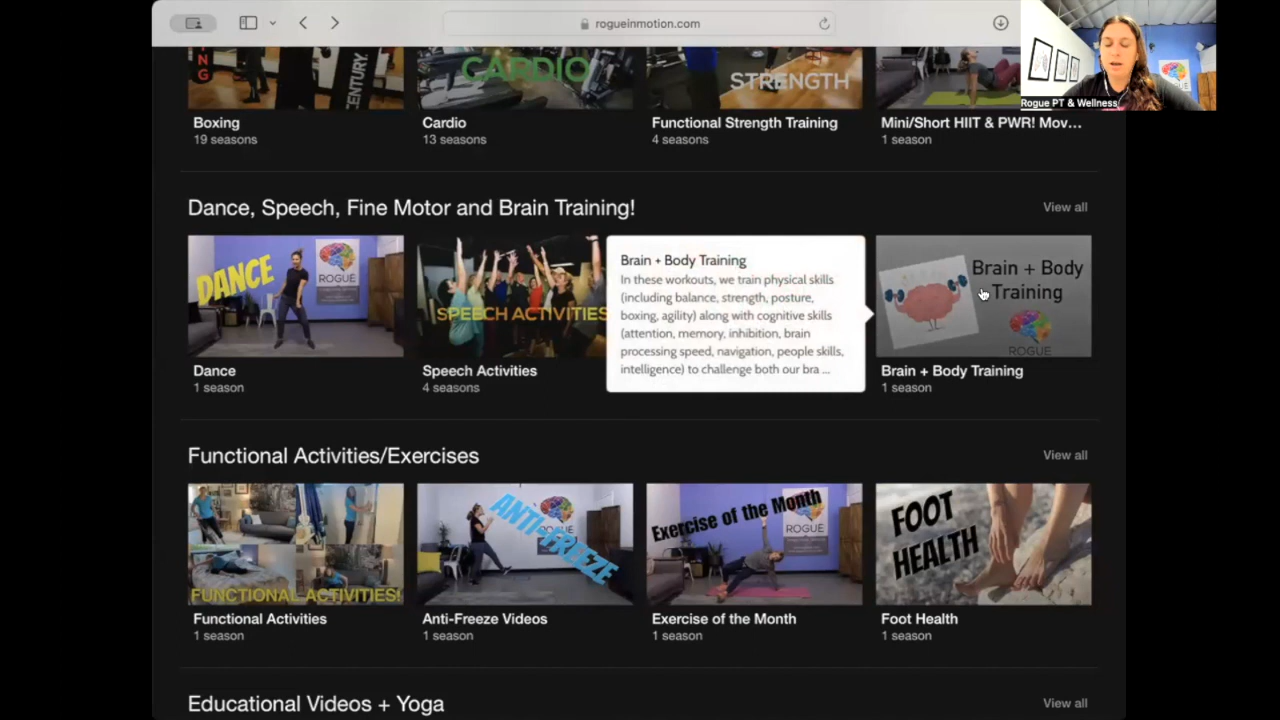 rogueinmotion.com
Rogue PT & Wellness
NG
CENTURY.
CARDIO
STRENGTH
Boxing
19 seasons
Cardio
13 seasons
Functional Strength Training
4 seasons
Mini/Short HIIT & PWR! Mov...
1 season
Dance, Speech, Fine Motor and Brain Training!
View all
DANCE
ROGUE
SPEECH ACTIVITIES
Brain + Body Training
In these workouts, we train physical skills
(including balance, strength, posture,
boxing, agility) along with cognitive skills
(attention, memory, inhibition, brain
processing speed, navigation, people skills,
intelligence) to challenge both our bra ...
Brain + Body
Training
ROGUE
Dance
1 season
Speech Activities
4 seasons
Brain + Body Training
1 season
Functional Activities/Exercises
View all
FUNCTIONAL ACTIVITIES!
ANTI-FREEZE
ROGUE
Exercise of the Month
ROGUE
FOOT
HEALTH
Functional Activities
1 season
Anti-Freeze Videos
1 season
Exercise of the Month
1 season
Foot Health
1 season
Educational Videos + Yoga
View all